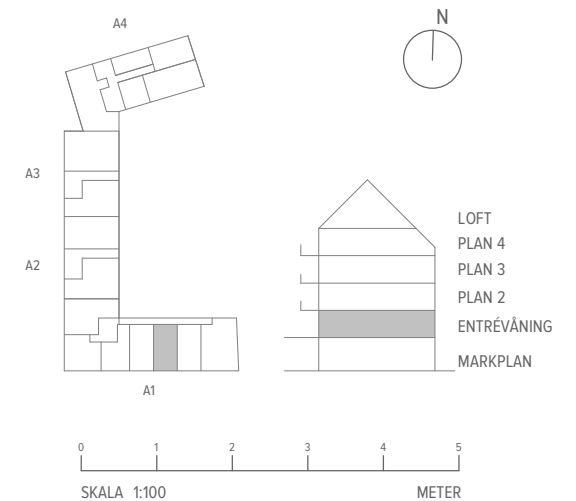 A4
N
A3
A2
A1
LOFT
PLAN 4
PLAN 3
PLAN 2
ENTRÉVÅNING
MARKPLAN
0 1 2 3 4 5
SKALA 1:100 METER